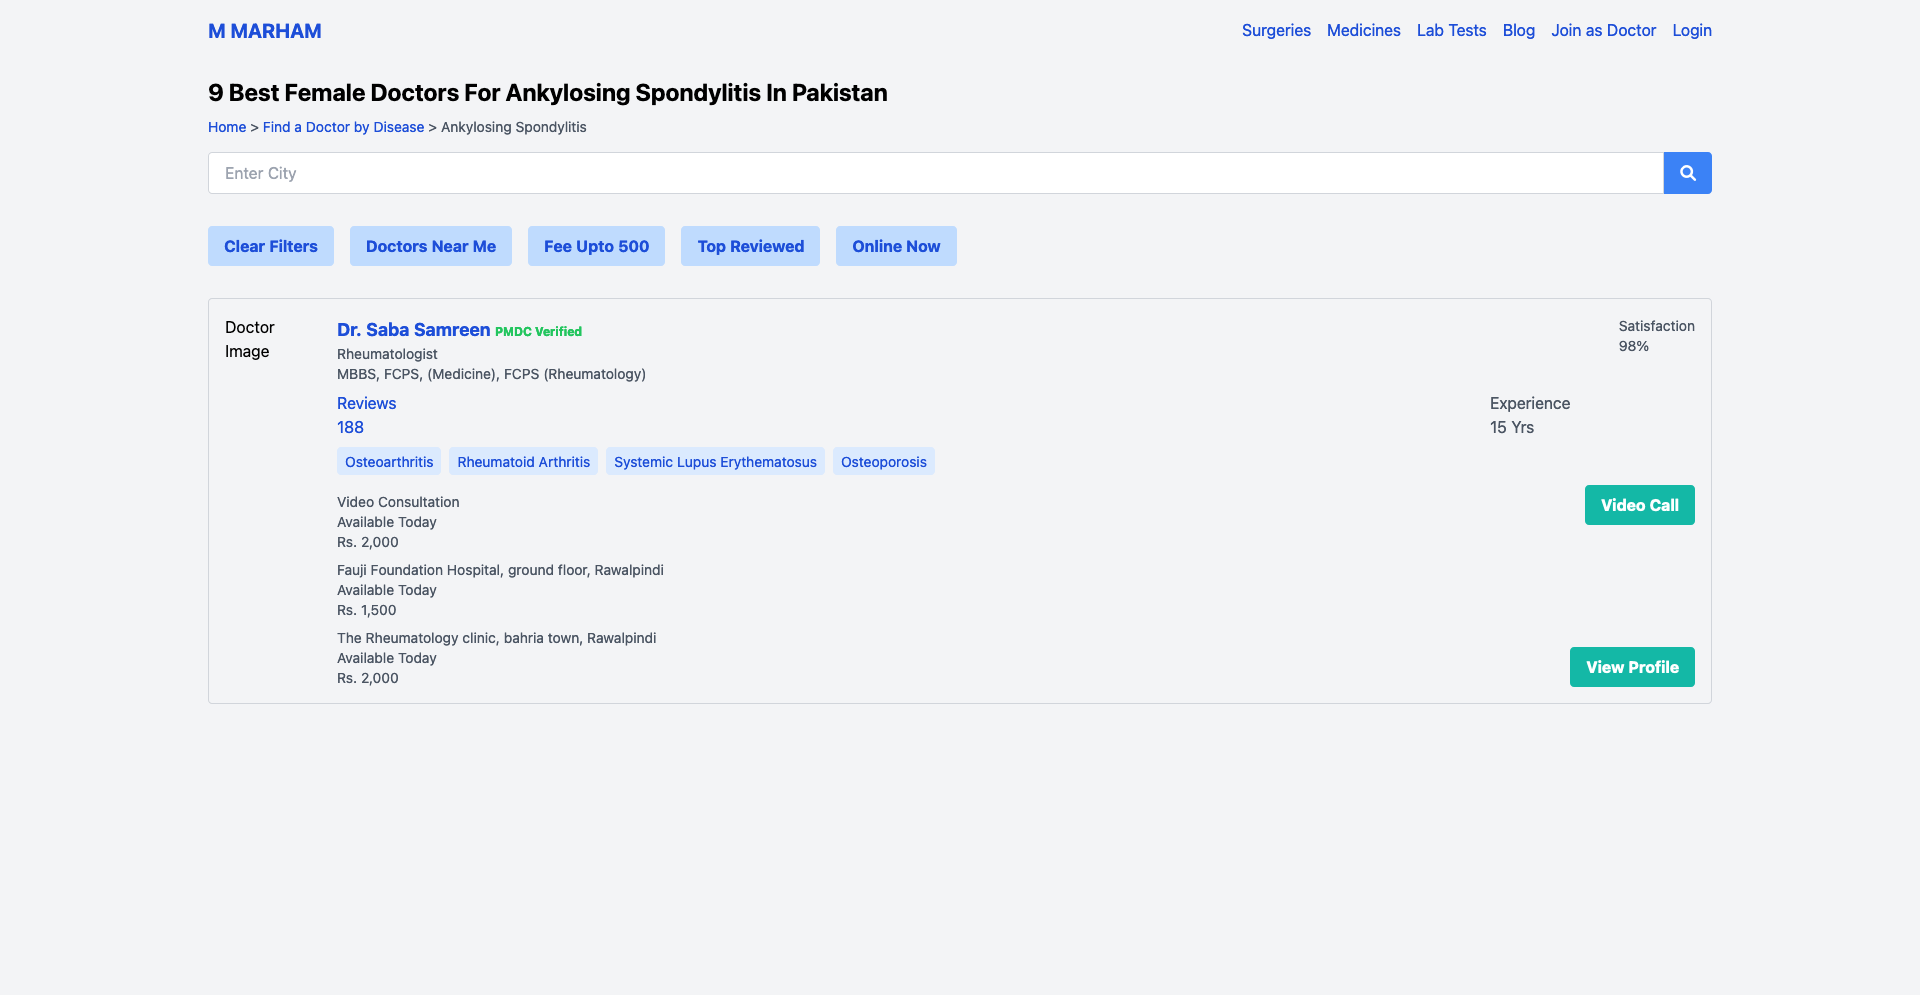 M MARHAM
Surgeries Medicines Lab Tests Blog Join as Doctor Login
9 Best Female Doctors For Ankylosing Spondylitis In Pakistan
Home > Find a Doctor by Disease > Ankylosing Spondylitis
Enter City
Clear Filters Doctors Near Me Fee Upto 500 Top Reviewed Online Now
Doctor
Image
Dr. Saba Samreen PMDC Verified
Rheumatologist
MBBS, FCPS, (Medicine), FCPS (Rheumatology)
Satisfaction
98%
Reviews
188
Experience
15 Yrs
Osteoarthritis Rheumatoid Arthritis Systemic Lupus Erythematosus Osteoporosis
Video Consultation
Available Today
Rs. 2,000
Video Call
Fauji Foundation Hospital, ground floor, Rawalpindi
Available Today
Rs. 1,500
The Rheumatology clinic, bahria town, Rawalpindi
Available Today
Rs. 2,000
View Profile